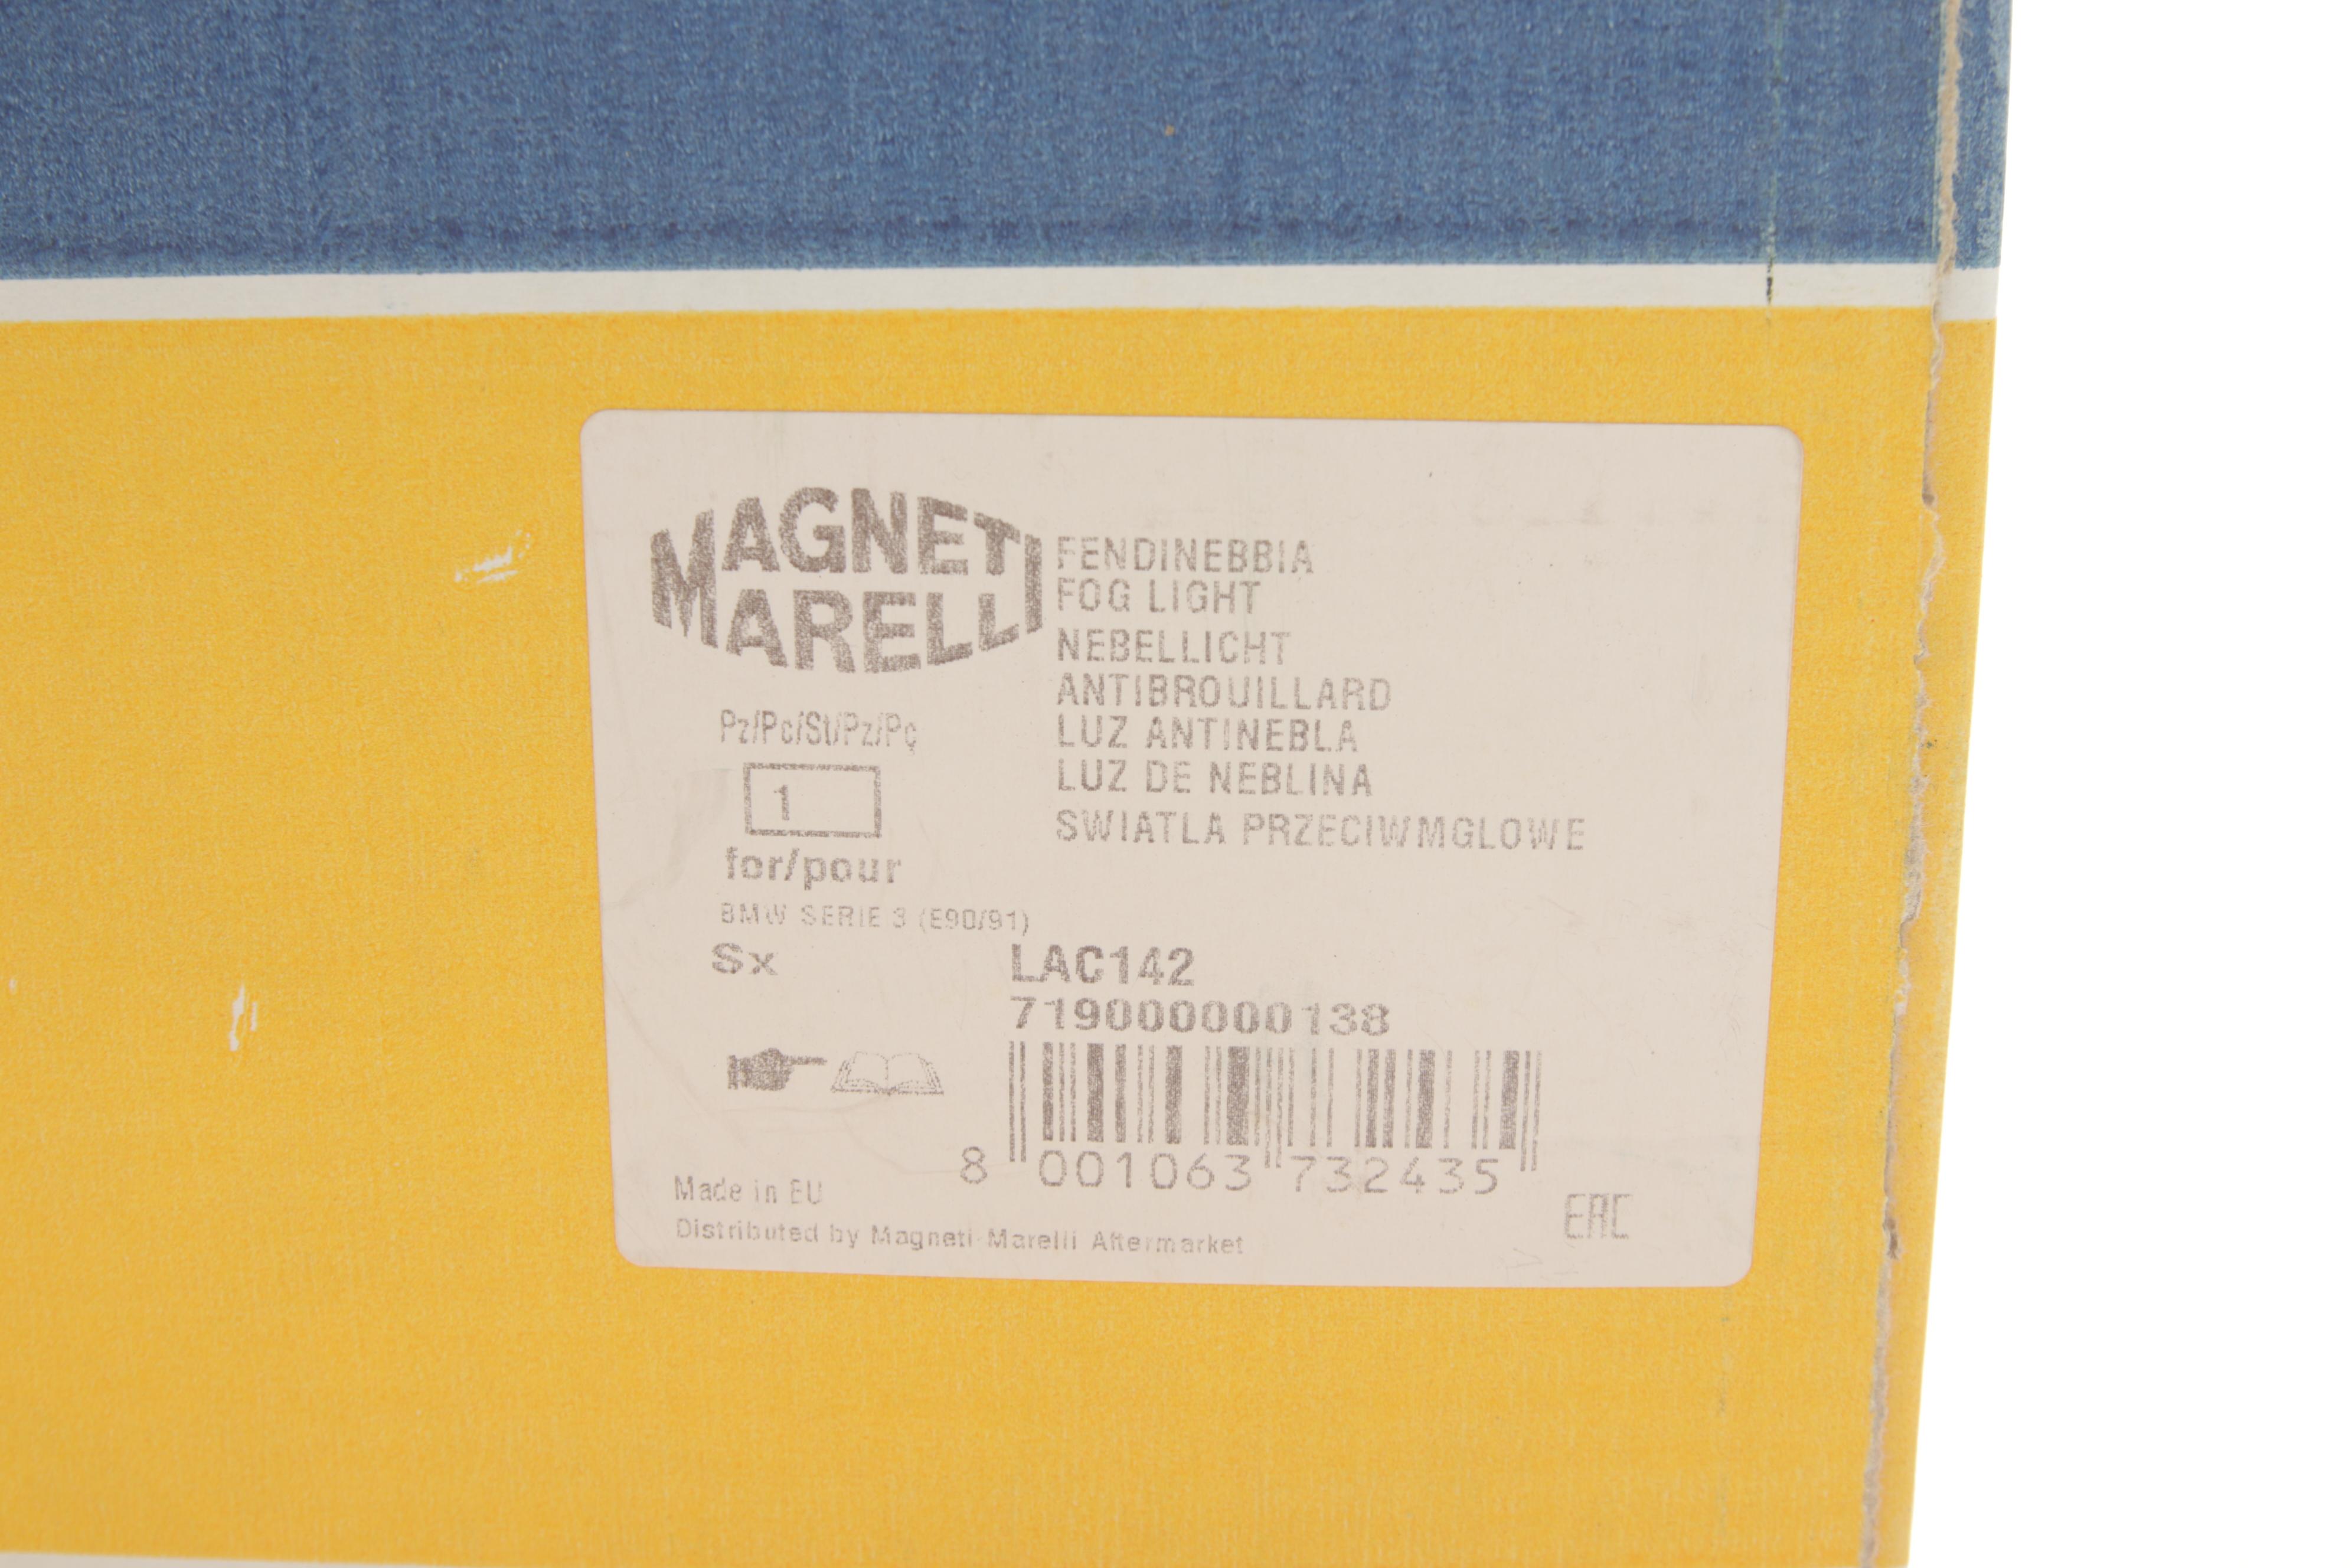 MAGNETI
MARELLI
FENDINEBBIA
FOG LIGHT
NEBELLICHT
ANTIBROUILLARD
LUZ ANTINEBLA
LUZ DE NEBLINA
SWIATLA PRZECIWMGLOWE
Pz/Pc/St/Pz/Pç
1
for/pour
BMW SERIE 3 (E90/91)
Sx
LAC142
719000000138
8 001063 732435
Made in EU
Distributed by Magneti Marelli Aftermarket
EAC